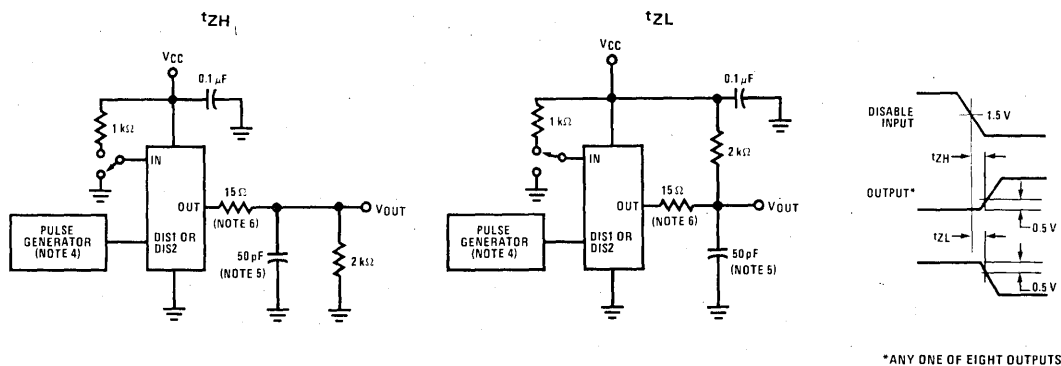 tZH
VCC
0.1 µF
1 kΩ
IN
OUT
15 Ω
(NOTE 6)
VOUT
PULSE
GENERATOR
(NOTE 4)
DIS1 OR
DIS2
50 pF
(NOTE 5)
2 kΩ
tZL
VCC
0.1 µF
1 kΩ
2 kΩ
IN
OUT
15 Ω
(NOTE 6)
VOUT
PULSE
GENERATOR
(NOTE 4)
DIS1 OR
DIS2
50 pF
(NOTE 5)
DISABLE
INPUT
1.5 V
tZH
OUTPUT*
0.5 V
tZL
0.5 V
*ANY ONE OF EIGHT OUTPUTS